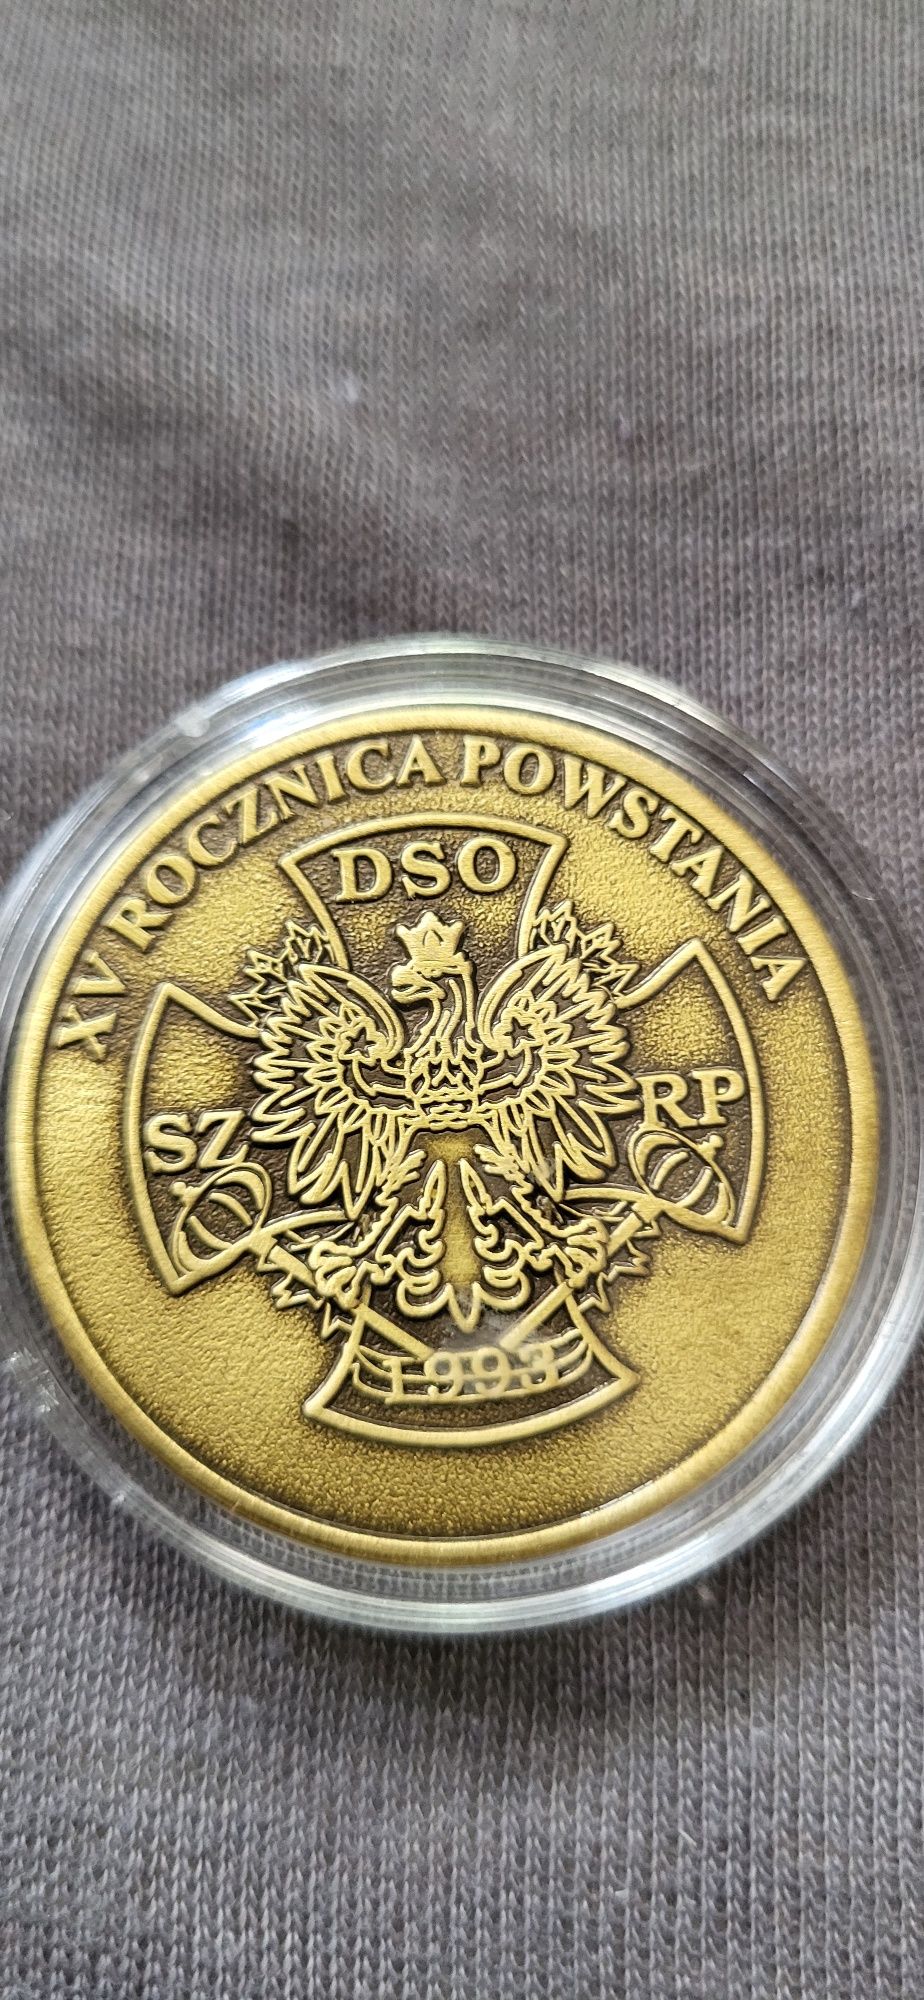 XV ROCZNICA POWSTANIA
DSO
SZ
RP
1993